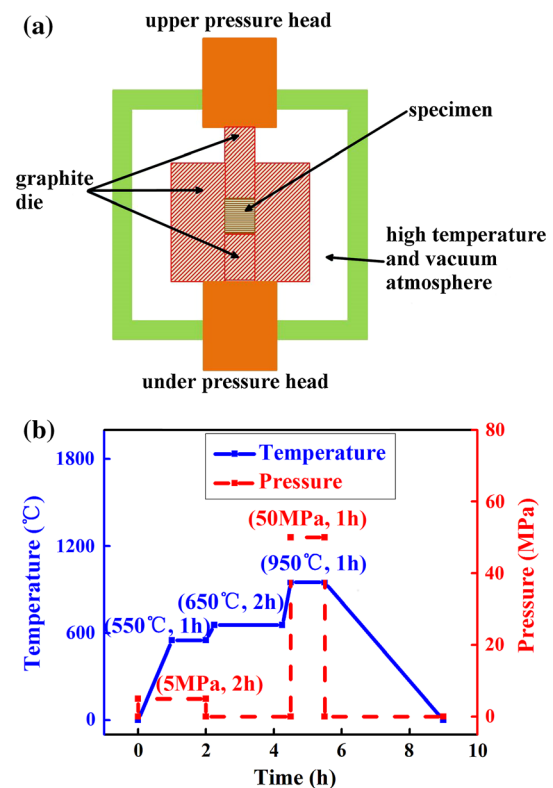 (a)
upper pressure head
specimen
graphite
die
high temperature
and vacuum
atmosphere
under pressure head
(b)
Temperature
Pressure
(50MPa, 1h)
(950℃, 1h)
(650℃, 2h)
(550℃, 1h)
(5MPa, 2h)
Temperature (℃)
1800
1200
600
0
Pressure (MPa)
80
60
40
20
0
0
2
4
6
8
10
Time (h)